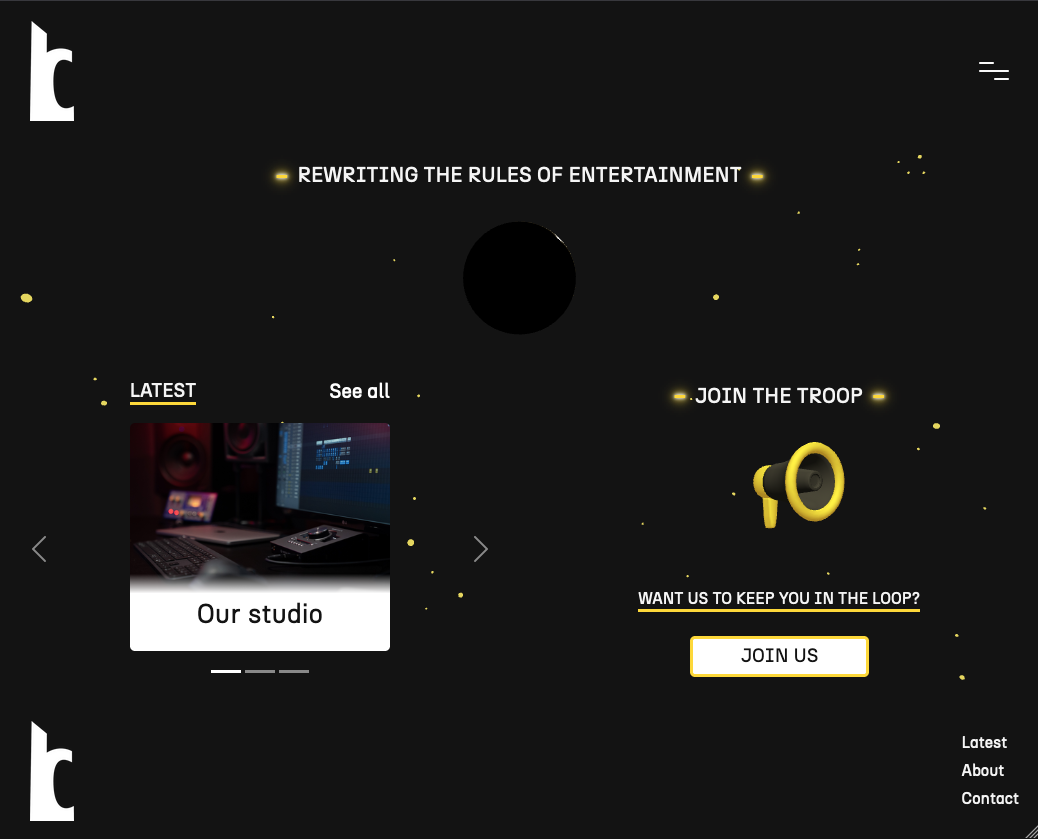 REWRITING THE RULES OF ENTERTAINMENT
LATEST
See all
Our studio
JOIN THE TROOP
WANT US TO KEEP YOU IN THE LOOP?
JOIN US
Latest
About
Contact